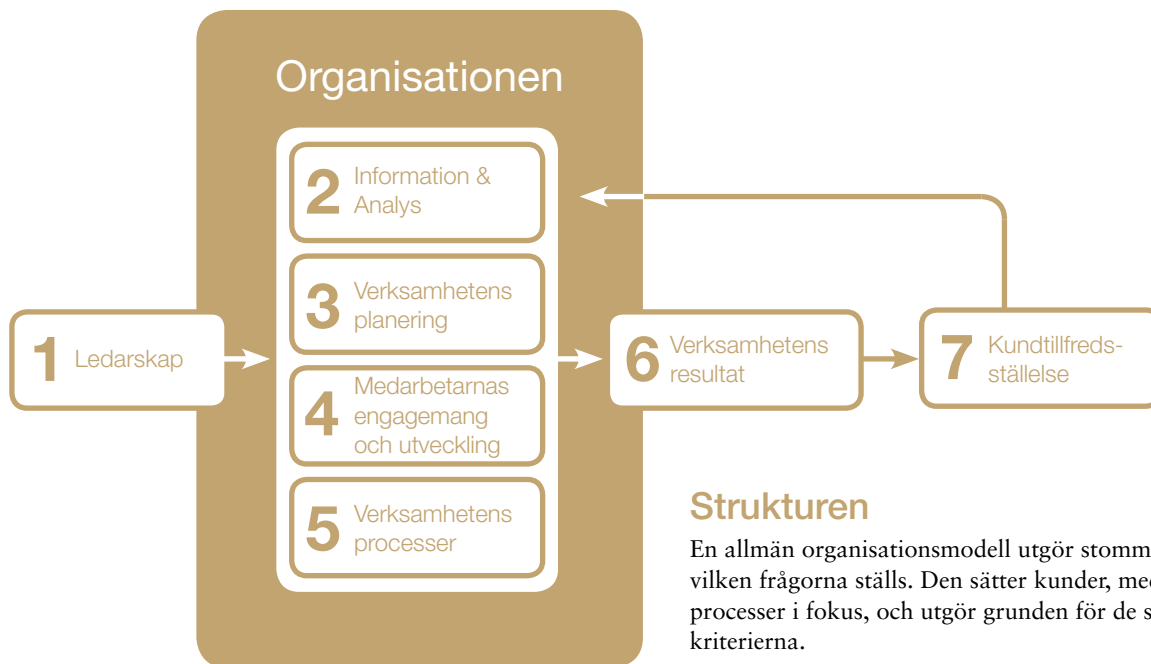 Organisationen
1 Ledarskap
2 Information &
Analys
3 Verksamhetens
planering
4 Medarbetarnas
engagemang
och utveckling
5 Verksamhetens
processer
6 Verksamhetens
resultat
7 Kundtillfreds-
ställelse
Strukturen
En allmän organisationsmodell utgör
vilken frågorna ställs. Den sätter kunder,
processer i fokus, och utgör grunden för de
kriterierna.